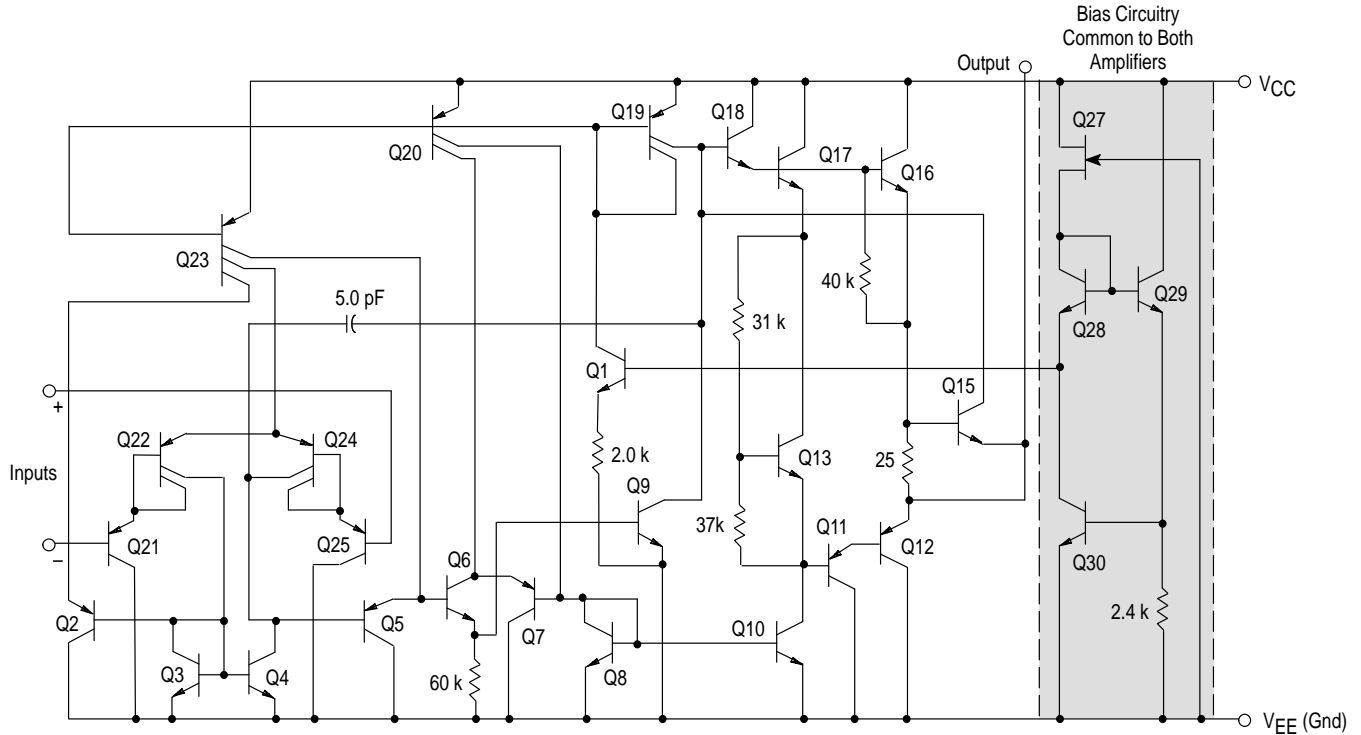 Bias Circuitry
Common to Both
Amplifiers
Output
VCC
Q19
Q18
Q27
Q20
Q17
Q16
Q23
40 k
Q29
5.0 pF
31 k
Q28
Q1
Q15
+
Q22
Q24
Inputs
2.0 k
Q13
25
Q9
37k
Q11
–
Q21
Q25
Q12
Q6
Q30
Q2
Q5
Q7
Q10
2.4 k
Q3
Q4
60 k
Q8
VEE (Gnd)